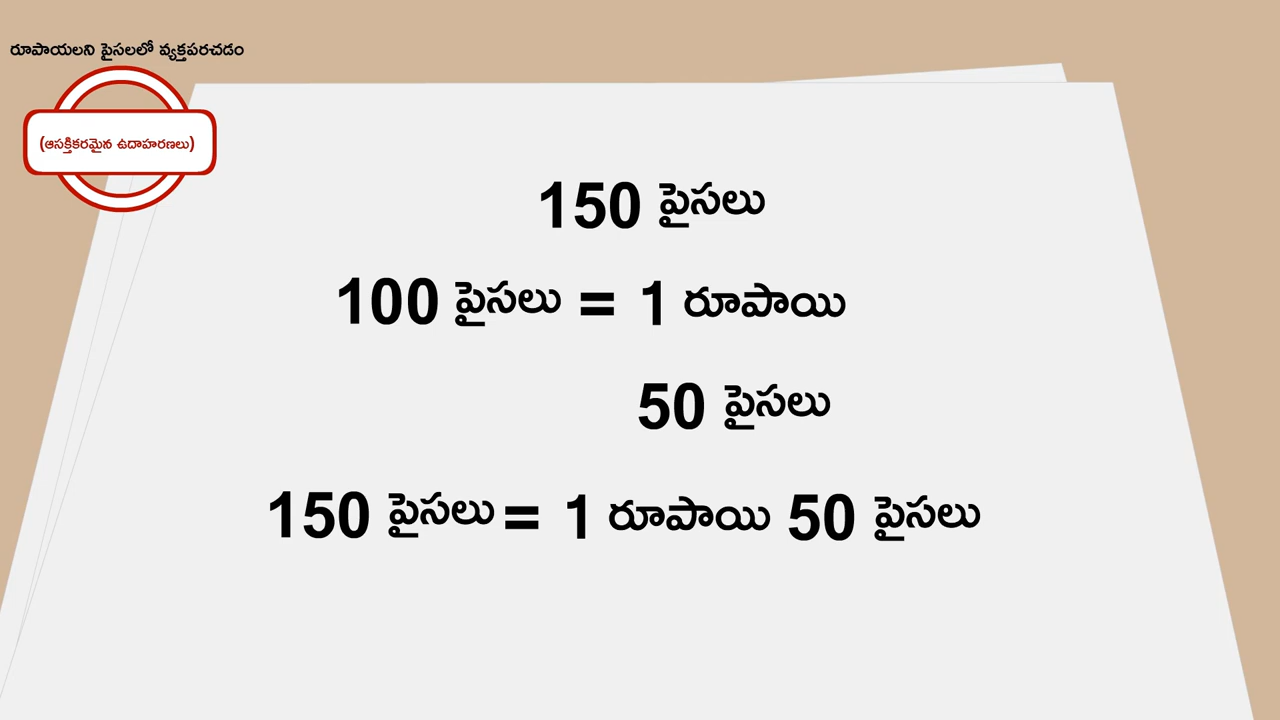 రూపాయలని పైసలలో వ్యక్తపరచడం
(ఆసక్తికరమైన ఉదాహరణలు)
150 పైసలు
100 పైసలు = 1 రూపాయి
50 పైసలు
150 పైసలు = 1 రూపాయి 50 పైసలు